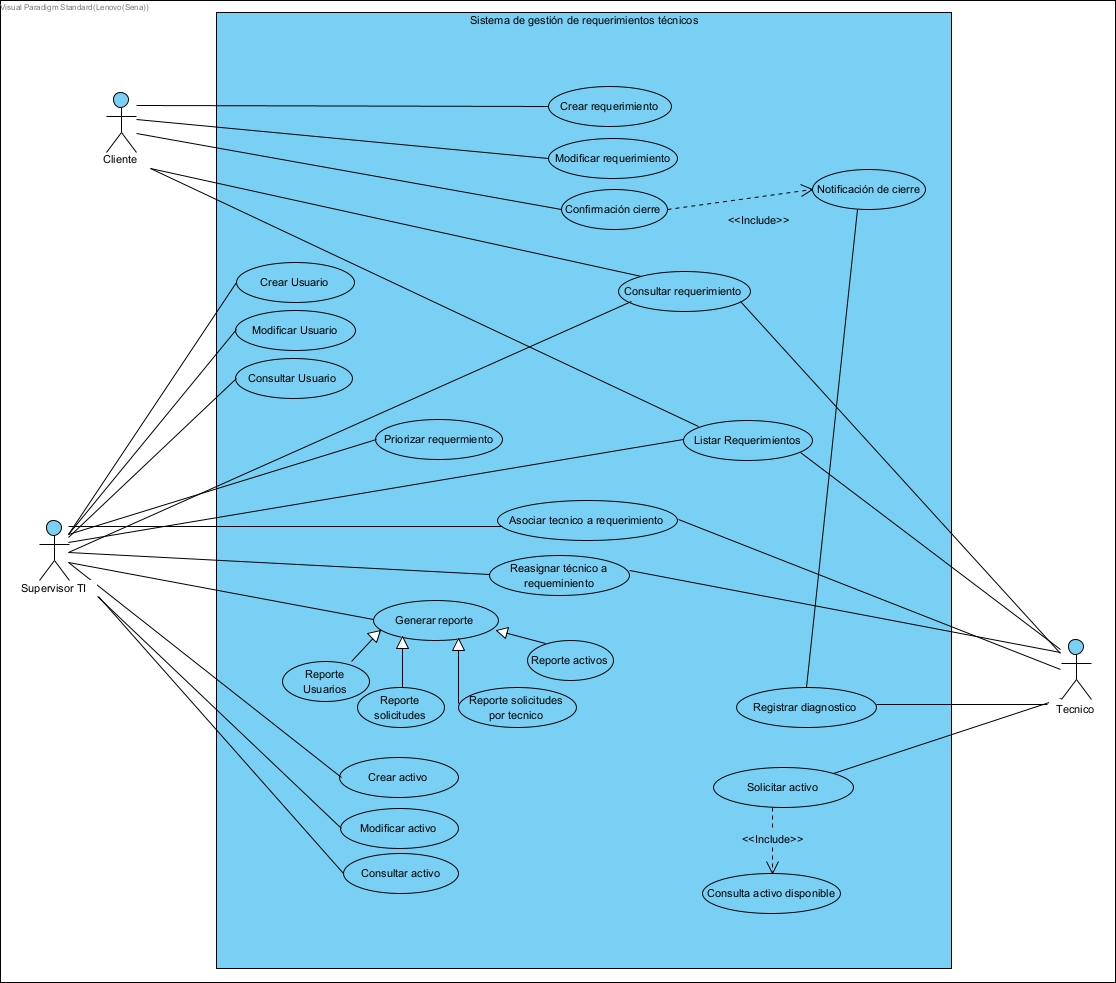 Visual Paradigm Standard(Lenovo(Sena))
Sistema de gestión de requerimientos técnicos
Cliente
Crear requerimiento
Modificar requerimiento
Confirmación cierre
Notificación de cierre
<<Include>>
Crear Usuario
Consultar requerimiento
Modificar Usuario
Consultar Usuario
Priorizar requermiento
Listar Requerimientos
Asociar tecnico a requerimiento
Supervisor TI
Reasignar técnico a
requeminiento
Generar reporte
Reporte activos
Reporte
Usuarios
Reporte
solicitudes
Reporte solicitudes
por tecnico
Registrar diagnostico
Tecnico
Crear activo
Solicitar activo
Modificar activo
<<Include>>
Consultar activo
Consulta activo disponible